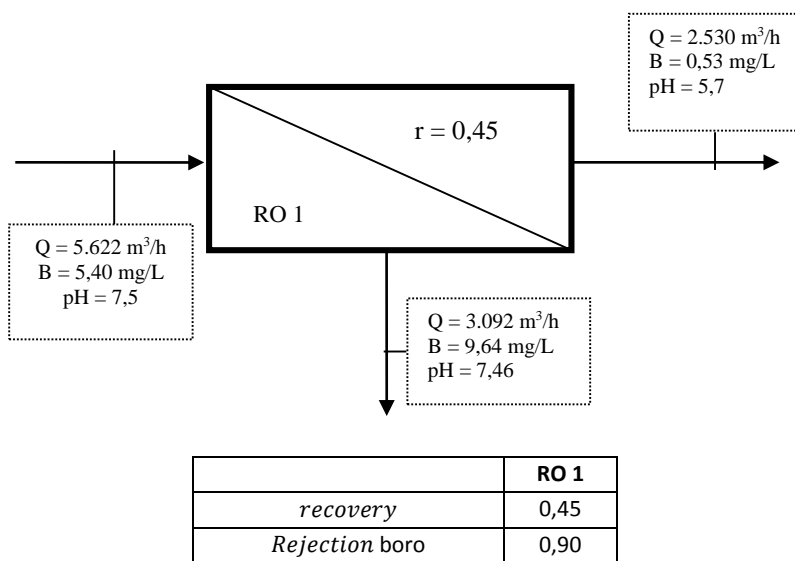 Q = 2.530 m³/h
B = 0,53 mg/L
pH = 5,7
r = 0,45
RO 1
Q = 5.622 m³/h
B = 5,40 mg/L
pH = 7,5
Q = 3.092 m³/h
B = 9,64 mg/L
pH = 7,46
RO 1
recovery 0,45
Rejection boro 0,90